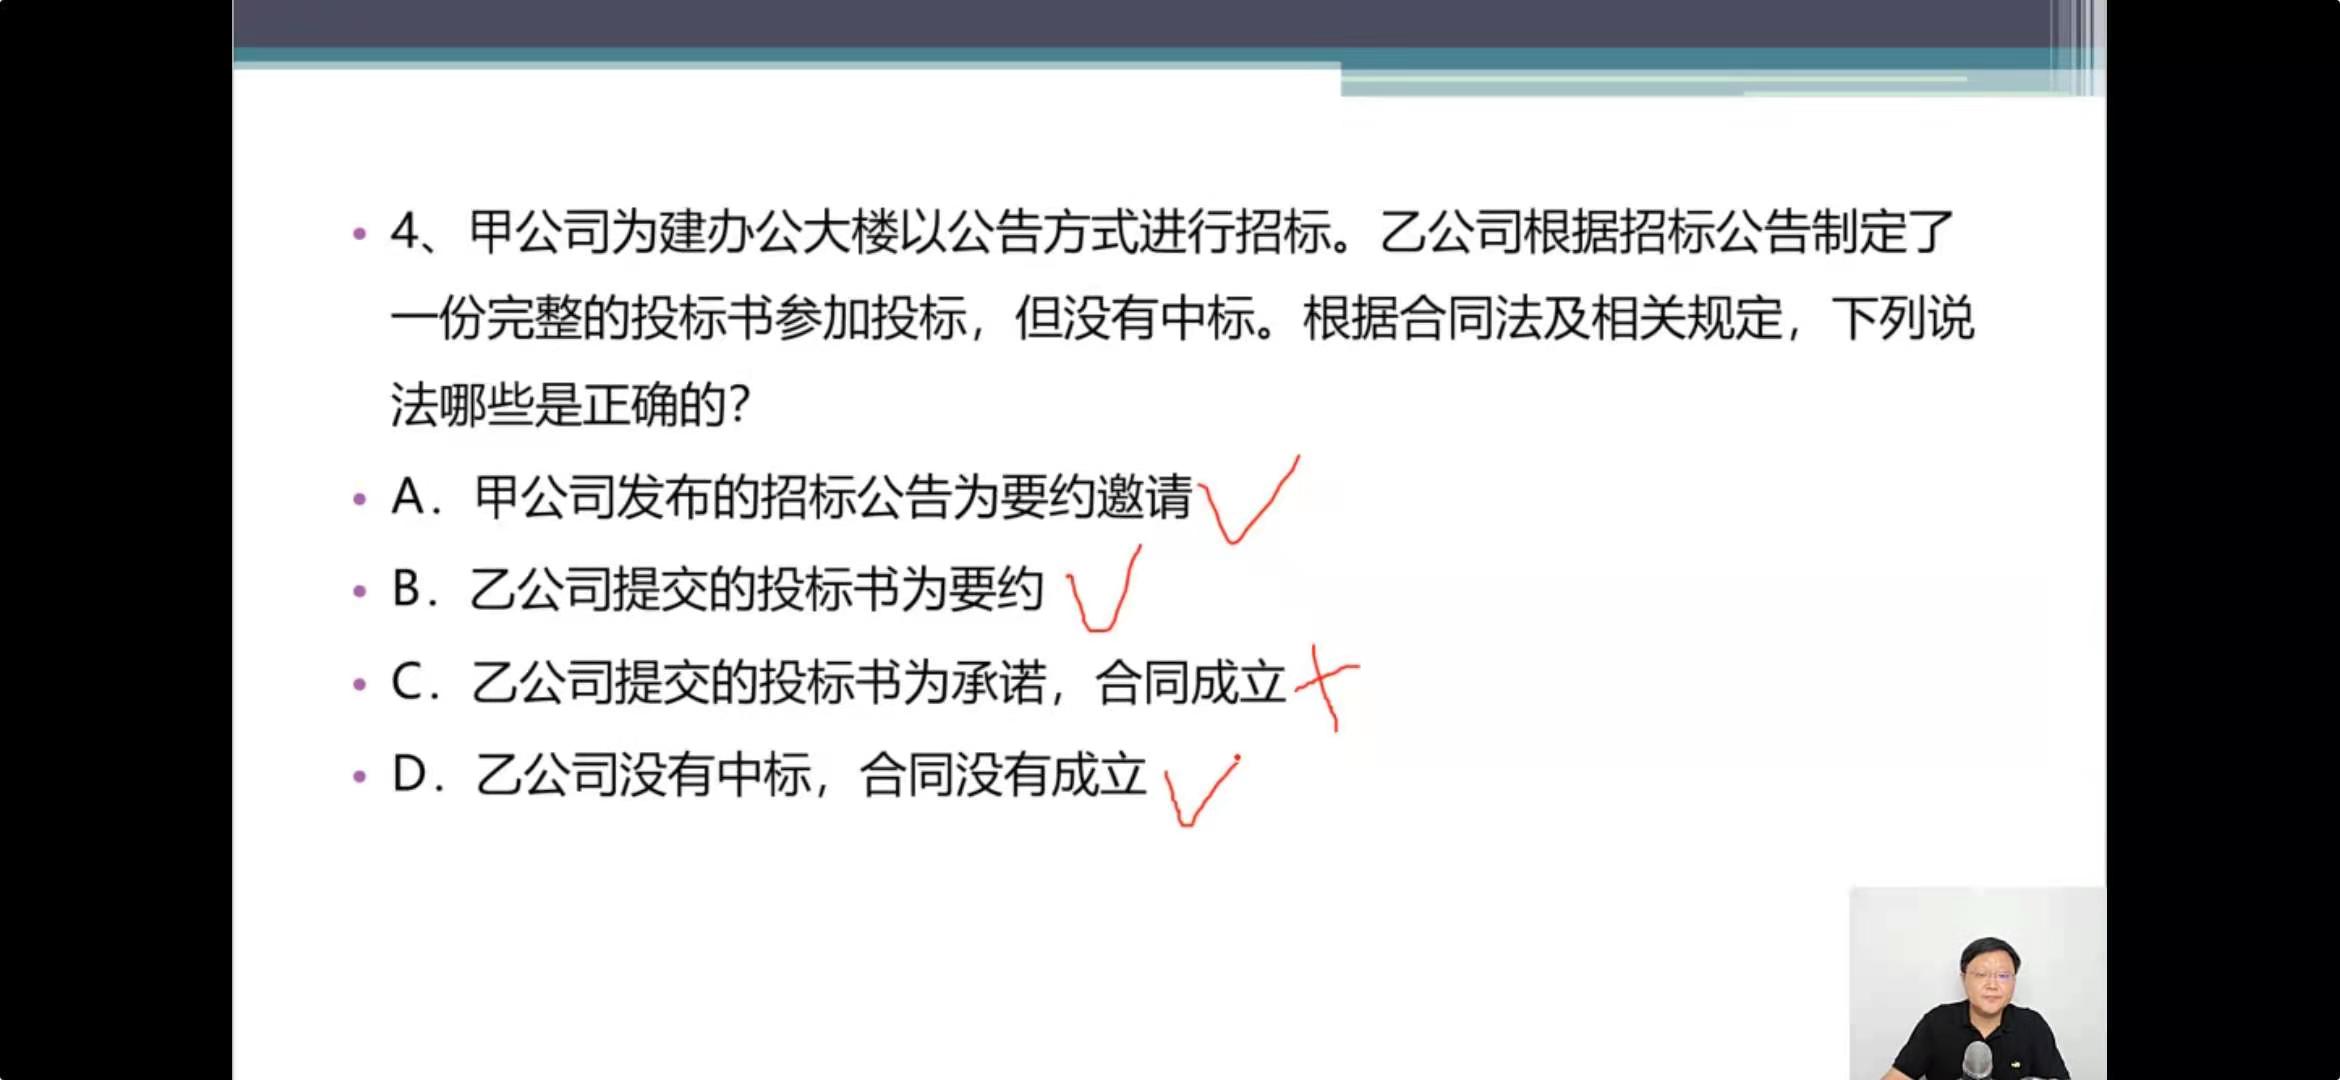 4、甲公司为建办公大楼以公告方式进行招标。乙公司根据招标公告制定了
一份完整的投标书参加投标，但没有中标。根据合同法及相关规定，下列说
法哪些是正确的？
A．甲公司发布的招标公告为要约邀请
B．乙公司提交的投标书为要约
C．乙公司提交的投标书为承诺，合同成立
D．乙公司没有中标，合同没有成立